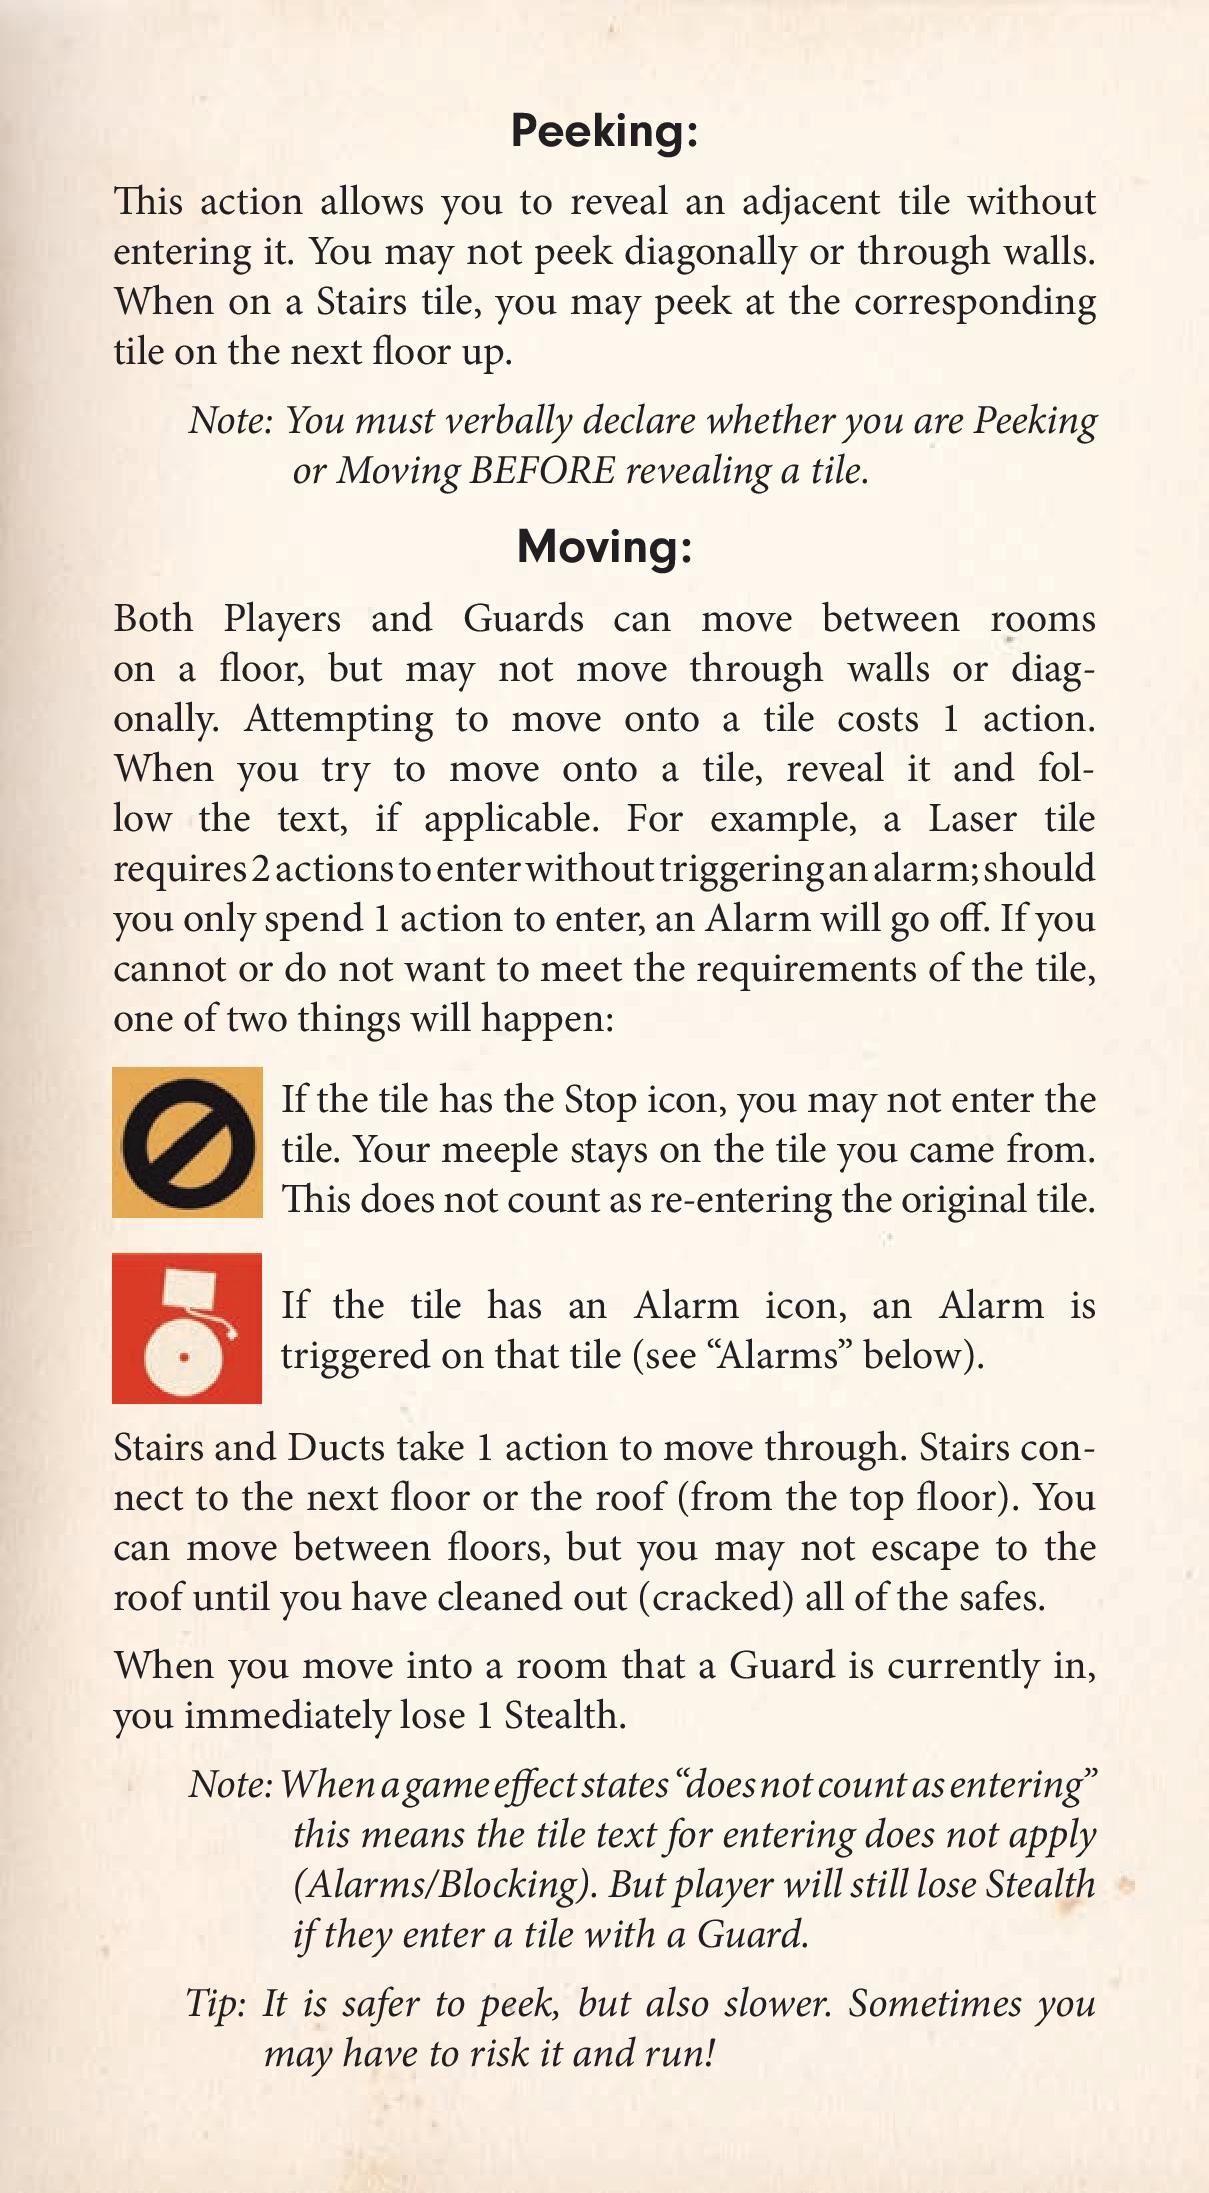 Peeking:
This action allows you to reveal an adjacent tile without
entering it. You may not peek diagonally or through walls.
When on a Stairs tile, you may peek at the corresponding
tile on the next floor up.
Note: You must verbally declare whether you are Peeking
or Moving BEFORE revealing a tile.
Moving:
Both Players and Guards can move between rooms
on a floor, but may not move through walls or diag-
onally. Attempting to move onto a tile costs 1 action.
When you try to move onto a tile, reveal it and fol-
low the text, if applicable. For example, a Laser tile
requires 2 actions to enter without triggering an alarm; should
you only spend 1 action to enter, an Alarm will go off. If you
cannot or do not want to meet the requirements of the tile,
one of two things will happen:
If the tile has the Stop icon, you may not enter the
tile. Your meeple stays on the tile you came from.
This does not count as re-entering the original tile.
If the tile has an Alarm icon, an Alarm is
triggered on that tile (see “Alarms” below).
Stairs and Ducts take 1 action to move through. Stairs con-
nect to the next floor or the roof (from the top floor). You
can move between floors, but you may not escape to the
roof until you have cleaned out (cracked) all of the safes.
When you move into a room that a Guard is currently in,
you immediately lose 1 Stealth.
Note: When a game effect states “does not count as entering”
this means the tile text for entering does not apply
(Alarms/Blocking). But player will still lose Stealth
if they enter a tile with a Guard.
Tip: It is safer to peek, but also slower. Sometimes you
may have to risk it and run!